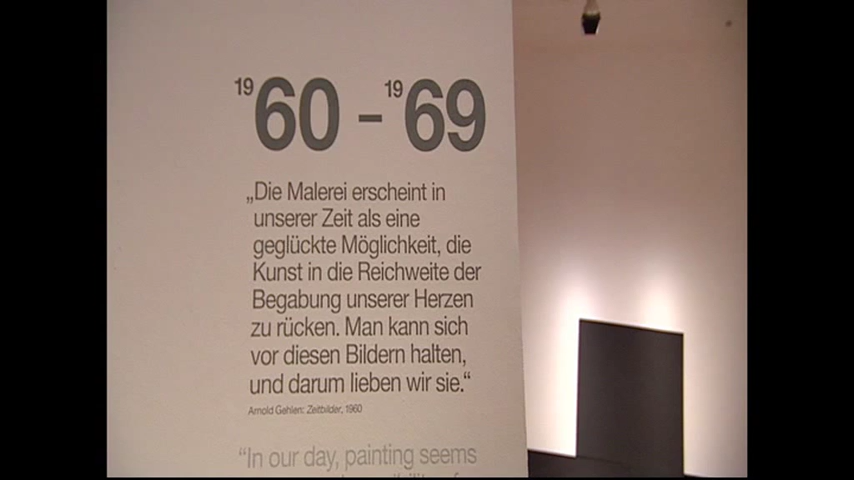 1960 – 1969
„Die Malerei erscheint in
unserer Zeit als eine
geglückte Möglichkeit, die
Kunst in die Reichweite der
Begabung unserer Herzen
zu rücken. Man kann sich
vor diesen Bildern halten,
und darum lieben wir sie.“
Arnold Gehlen: Zeitbilder, 1960
“In our day, painting seems